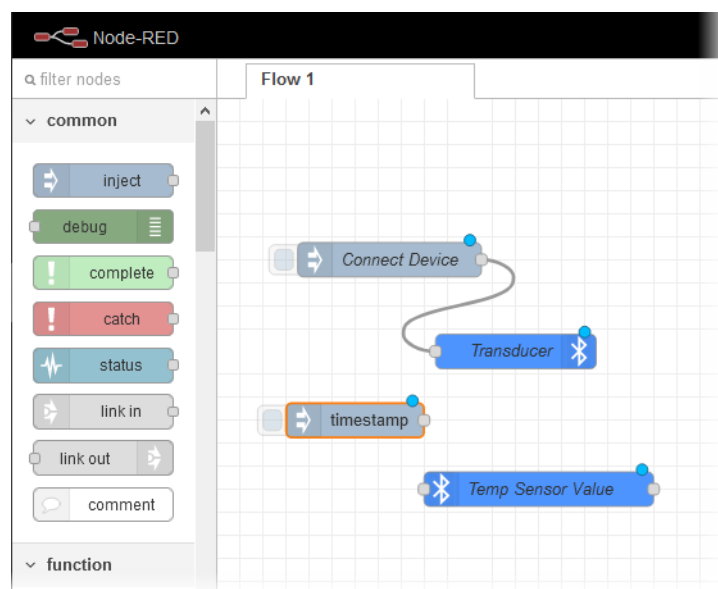 Node-RED
filter nodes
Flow 1
common
inject
debug
complete
catch
status
link in
link out
comment
function
Connect Device
Transducer
timestamp
Temp Sensor Value